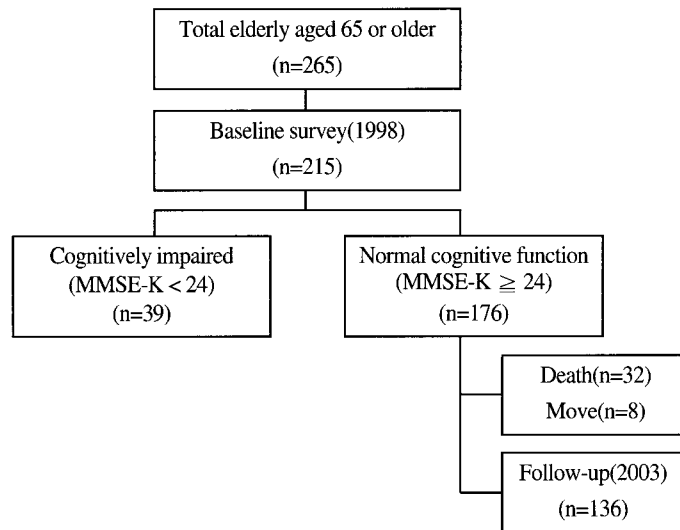 Total elderly aged 65 or older
(n=265)
Baseline survey(1998)
(n=215)
Cognitively impaired
(MMSE-K < 24)
(n=39)
Normal cognitive function
(MMSE-K ≧ 24)
(n=176)
Death(n=32)
Move(n=8)
Follow-up(2003)
(n=136)